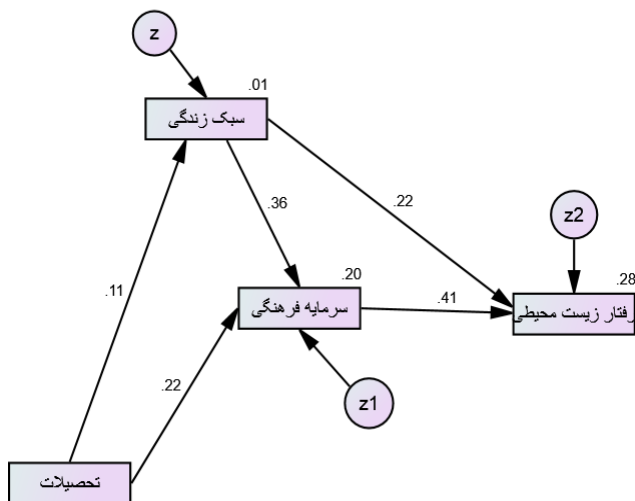 z
.01
سبک زندگی
.36
.22
z2
.11
.20
.28
سرمایه فرهنگی
.41
رفتار زیست محیطی
.22
z1
تحصیلات